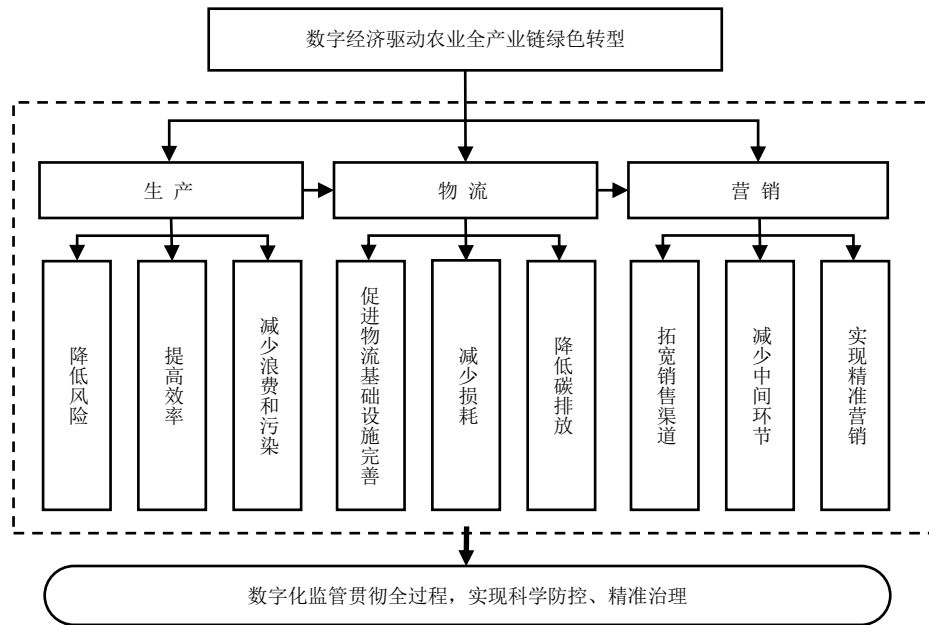 数字经济驱动农业全产业链绿色转型
生 产
物 流
营 销
降低风险
提高效率
减少浪费和污染
促进物流基础设施完善
减少损耗
降低碳排放
拓宽销售渠道
减少中间环节
实现精准营销
数字化监管贯彻全过程，实现科学防控、精准治理